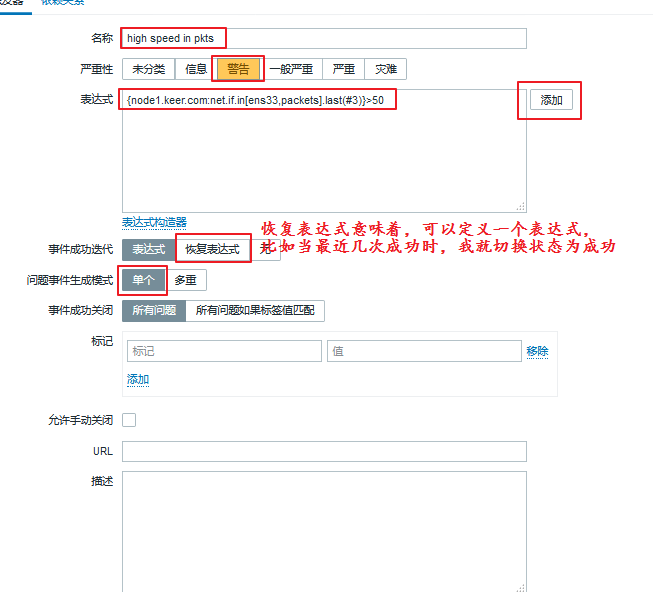 依赖关系
名称 high speed in pkts
严重性 未分类 信息 警告 一般严重 严重 灾难
表达式 {node1.keer.com:net.if.in[ens33,packets].last(#3)}>50 添加
表达式构造器
恢复表达式意味着，可以定义一个表达式，
比如当最近几次成功时，我就切换状态为成功
事件成功迭代 表达式 恢复表达式 无
问题事件生成模式 单个 多重
事件成功关闭 所有问题 所有问题如果标签值匹配
标记 标记 值 移除
添加
允许手动关闭
URL
描述